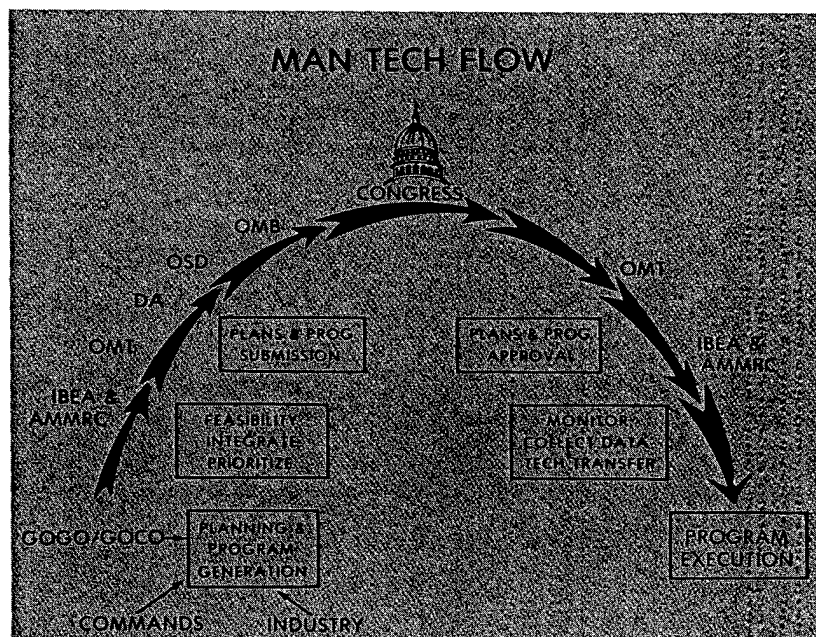 MAN TECH FLOW
CONGRESS
OMB
OSD
DA
OMT
IBEA &
AMMRC
OMT
IBEA &
AMMRC
PLANS & PROG
SUBMISSION
PLANS & PROG
APPROVAL
FEASIBILITY
INTEGRATE
PRIORITIZE
MONITOR
COLLECT DATA
TECH TRANSFER
GOGO/GOCO
PLANNING &
PROGRAM
GENERATION
PROGRAM
EXECUTION
COMMANDS
INDUSTRY